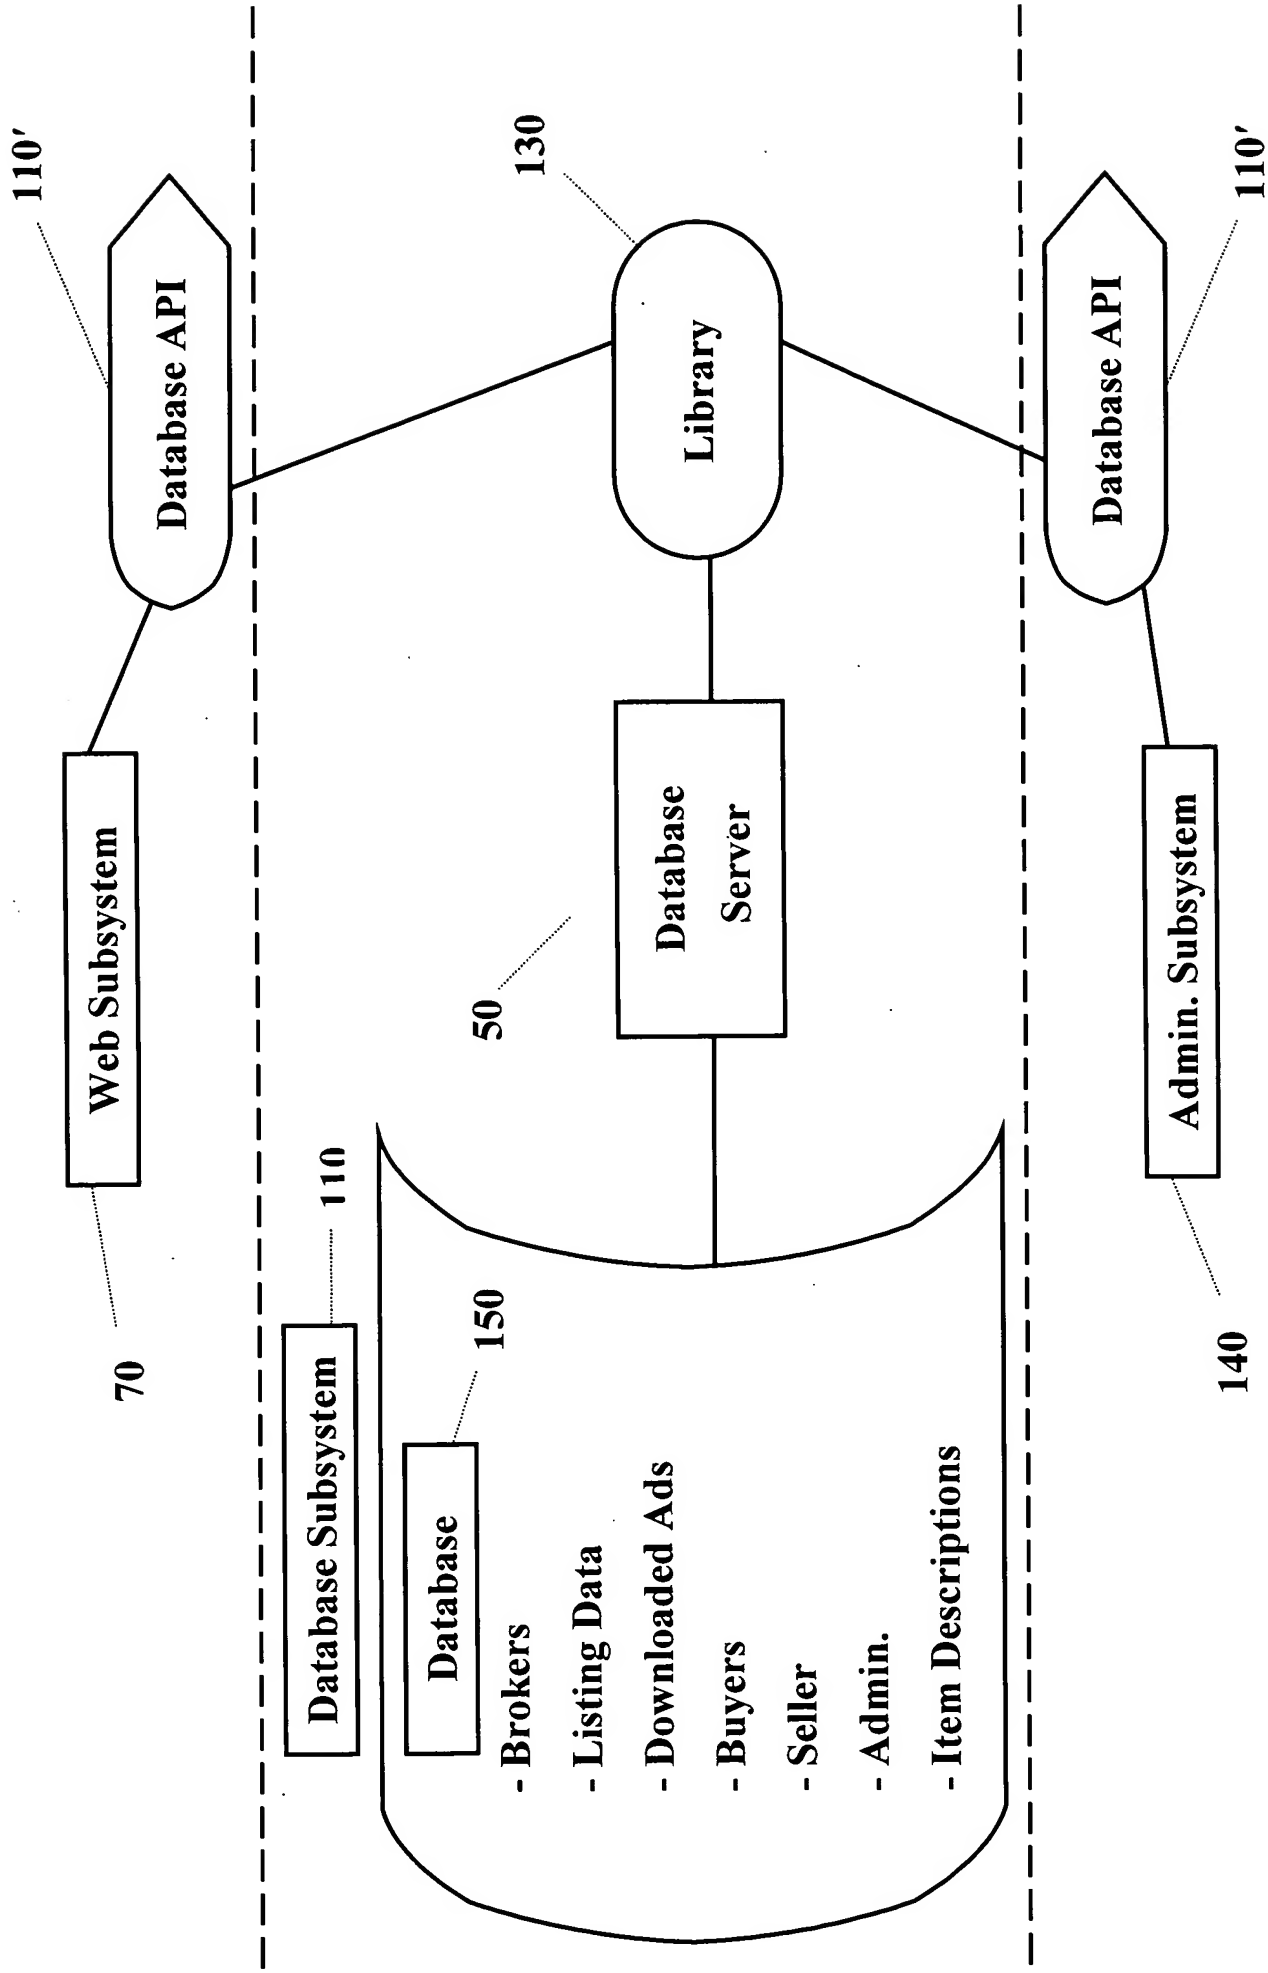 70
Web Subsystem
Database API
110′
Database Subsystem
110
Database
150
- Brokers
- Listing Data
- Downloaded Ads
- Buyers
- Seller
- Admin.
- Item Descriptions
50
Database
Server
Library
130
140
Admin. Subsystem
Database API
110′